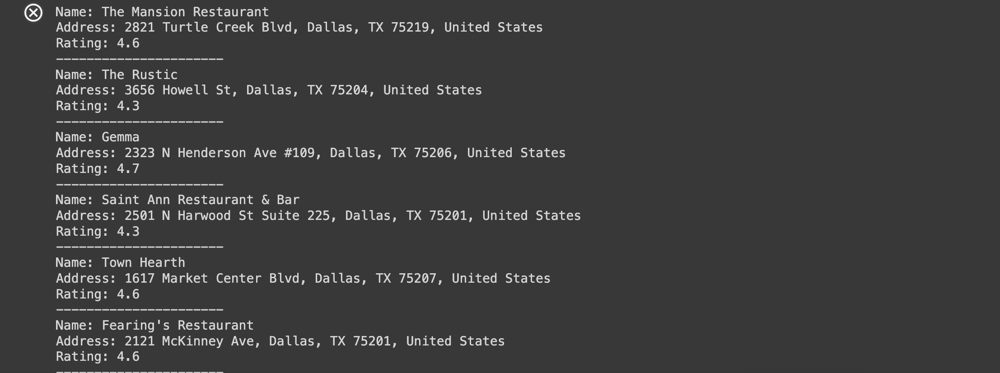 Name: The Mansion Restaurant
Address: 2821 Turtle Creek Blvd, Dallas, TX 75219, United States
Rating: 4.6
----------------------
Name: The Rustic
Address: 3656 Howell St, Dallas, TX 75204, United States
Rating: 4.3
----------------------
Name: Gemma
Address: 2323 N Henderson Ave #109, Dallas, TX 75206, United States
Rating: 4.7
----------------------
Name: Saint Ann Restaurant & Bar
Address: 2501 N Harwood St Suite 225, Dallas, TX 75201, United States
Rating: 4.3
----------------------
Name: Town Hearth
Address: 1617 Market Center Blvd, Dallas, TX 75207, United States
Rating: 4.6
----------------------
Name: Fearing's Restaurant
Address: 2121 McKinney Ave, Dallas, TX 75201, United States
Rating: 4.6
----------------------